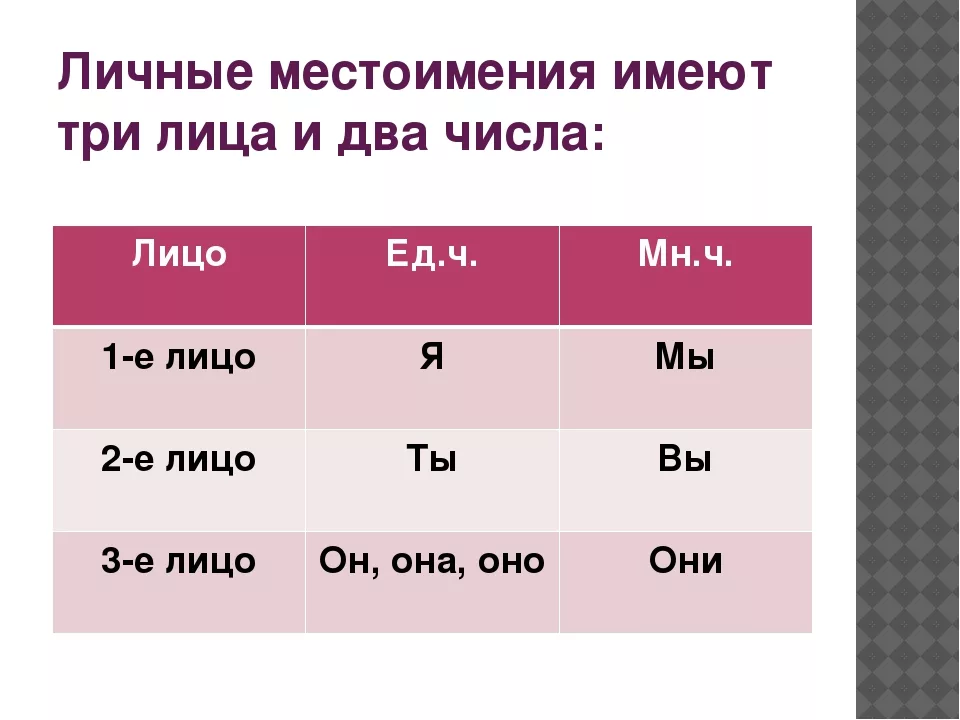 Личные местоимения имеют
три лица и два числа:
Лицо Ед.ч. Мн.ч.
1-е лицо Я Мы
2-е лицо Ты Вы
3-е лицо Он, она, оно Они